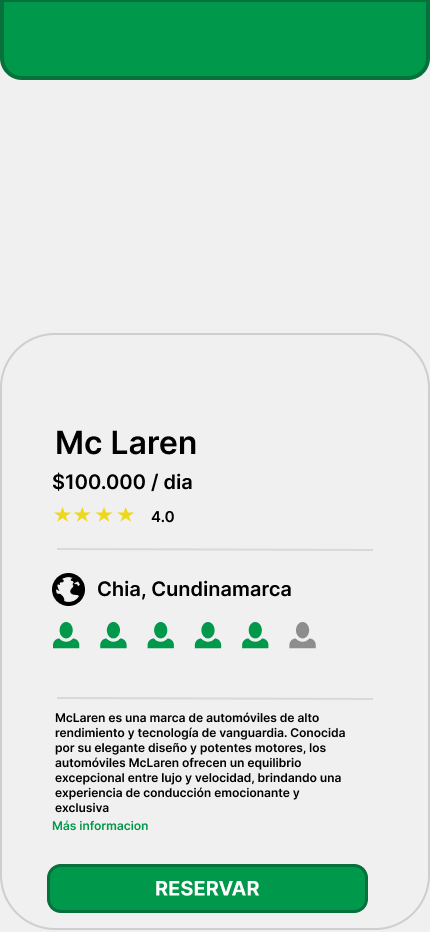 Mc Laren
$100.000 / dia
4.0
Chia, Cundinamarca
McLaren es una marca de automóviles de alto
rendimiento y tecnología de vanguardia. Conocida
por su elegante diseño y potentes motores, los
automóviles McLaren ofrecen un equilibrio
excepcional entre lujo y velocidad, brindando una
experiencia de conducción emocionante y
exclusiva
Más informacion
RESERVAR